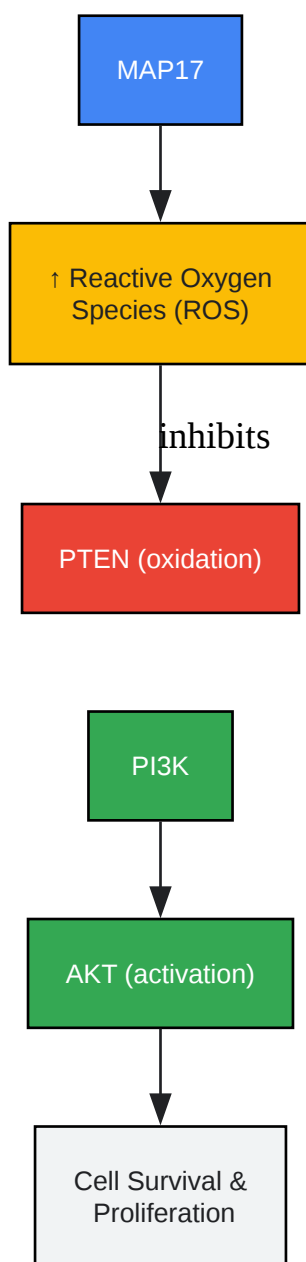 MAP17
↑ Reactive Oxygen
Species (ROS)
inhibits
PTEN (oxidation)
PI3K
AKT (activation)
Cell Survival &
Proliferation